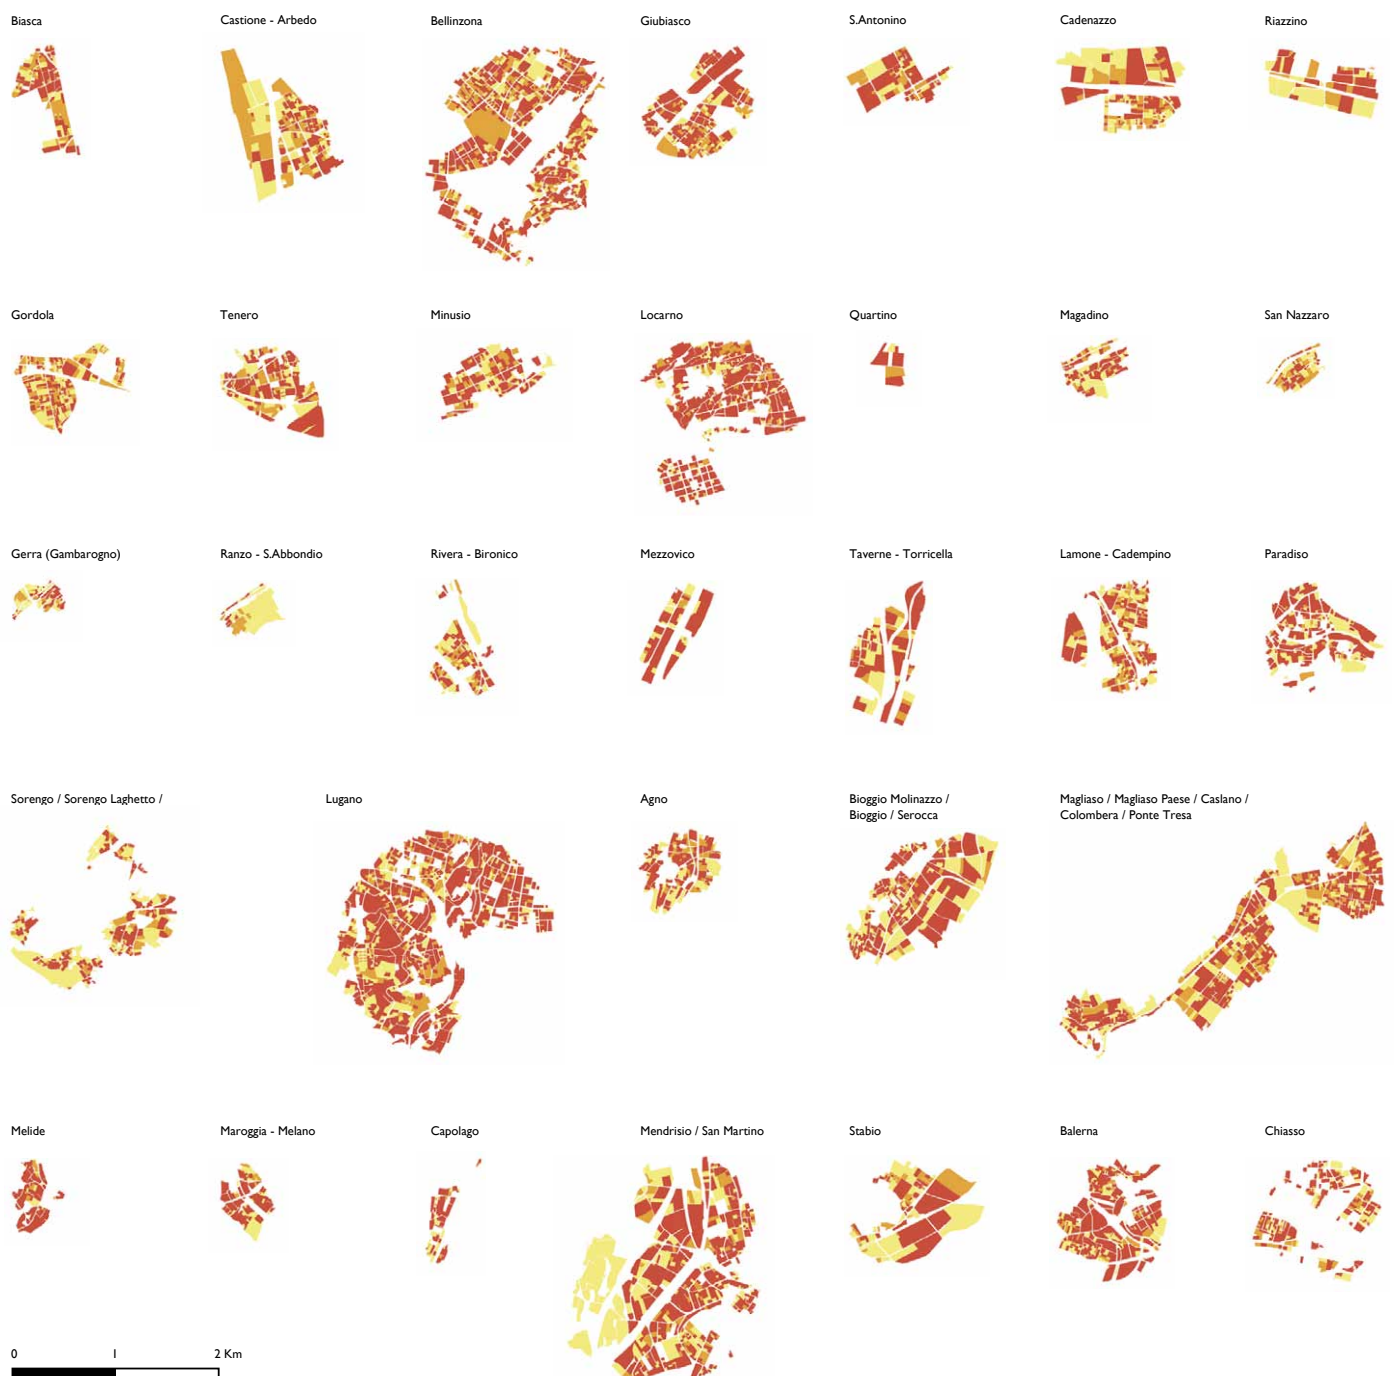 Biasca
Castione - Arbedo
Bellinzona
Giubiasco
S.Antonino
Cadenazzo
Riazzino
Gordola
Tenero
Minusio
Locarno
Quartino
Magadino
San Nazzaro
Gerra (Gambarogno)
Ranzo - S.Abbondio
Rivera - Bironico
Mezzovico
Taverne - Torricella
Lamone - Cadempino
Paradiso
Sorengo / Sorengo Laghetto /
Lugano
Agno
Bioggio Molinazzo /
Bioggio / Serocca
Magliaso / Magliaso Paese / Caslano /
Colombera / Ponte Tresa
Melide
Maroggia - Melano
Capolago
Mendrisio / San Martino
Stabio
Balerna
Chiasso
0 1 2 Km